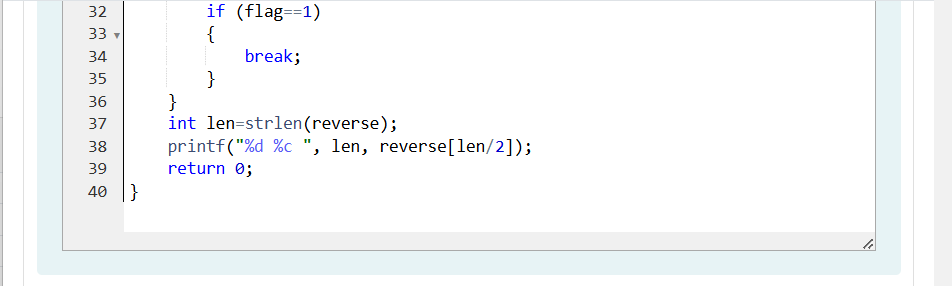 32 if (flag==1)
33 {
34 break;
35 }
36 }
37 int len=strlen(reverse);
38 printf("%d %c ", len, reverse[len/2]);
39 return 0;
40 }